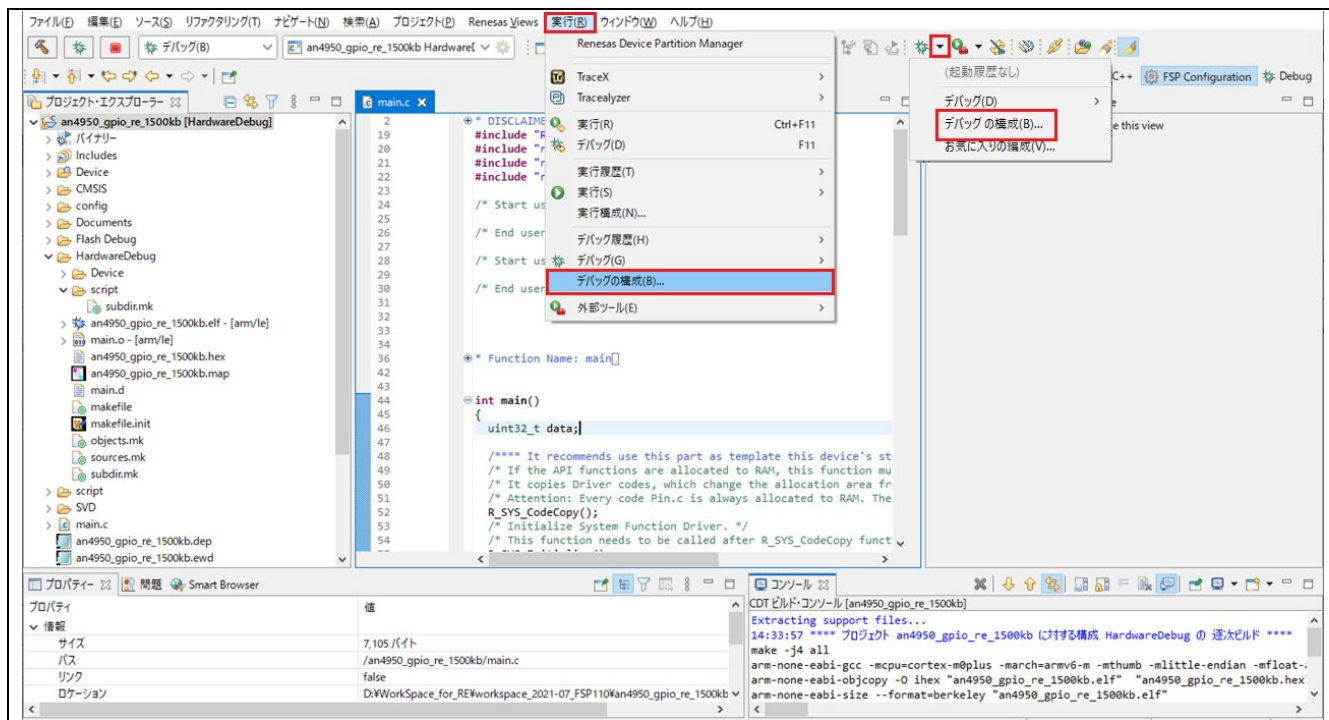 ファイル(F) 編集(E) ソース(S) リファクタリング(T) ナビゲート(N) 検索(A) プロジェクト(P) Renesas Views 実行(R) ウィンドウ(W) ヘルプ(H)
デバッグ(B)
an4950_gpio_re_1500kb Hardware
C++ FSP Configuration Debug
Renesas Device Partition Manager
TraceX
Tracealyzer
実行(R) Ctrl+F11
デバッグ(D) F11
実行履歴(T)
実行(S)
実行構成(N)...
デバッグ履歴(H)
デバッグ(G)
デバッグの構成(B)...
外部ツール(E)
(起動履歴なし)
デバッグ(D)
デバッグ の構成(B)...
お気に入りの構成(V)...
e this view
プロジェクト・エクスプローラー
an4950_gpio_re_1500kb [HardwareDebug]
バイナリー
Includes
Device
CMSIS
config
Documents
Flash Debug
HardwareDebug
Device
script
subdir.mk
an4950_gpio_re_1500kb.elf - [arm/le]
main.o - [arm/le]
an4950_gpio_re_1500kb.hex
an4950_gpio_re_1500kb.map
main.d
makefile
makefile.init
objects.mk
sources.mk
subdir.mk
script
SVD
main.c
an4950_gpio_re_1500kb.dep
an4950_gpio_re_1500kb.ewd
main.c
2 * DISCLAIME
19 #include "R
20 #include "r
21 #include "r
22 #include "r
23
24 /* Start us
25
26 /* End user
27
28 /* Start us
29
30 /* End user
31
32
33
34
36 * Function Name: main
42
43
44 int main()
45 {
46 uint32_t data;
47
48 /**** It recommends use this part as template this device's st
49 /* If the API functions are allocated to RAM, this function mu
50 /* It copies Driver codes, which change the allocation area fr
51 /* Attention: Every code Pin.c is always allocated to RAM. The
52 R_SYS_CodeCopy();
53 /* Initialize System Function Driver. */
54 /* This function needs to be called after R_SYS_CodeCopy funct
プロパティー 問題 Smart Browser
プロパティ 値
情報
サイズ 7,105 バイト
パス /an4950_gpio_re_1500kb/main.c
リンク false
ロケーション D:¥WorkSpace_for_RE¥workspace_2021-07_FSP110¥an4950_gpio_re_1500kb
コンソール
CDT ビルド・コンソール [an4950_gpio_re_1500kb]
Extracting support files...
14:33:57 **** プロジェクト an4950_gpio_re_1500kb に対する構成 HardwareDebug の 逐次ビルド ****
make -j4 all
arm-none-eabi-gcc -mcpu=cortex-m0plus -march=armv6-m -mthumb -mlittle-endian -mfloat-
arm-none-eabi-objcopy -O ihex "an4950_gpio_re_1500kb.elf" "an4950_gpio_re_1500kb.hex
arm-none-eabi-size --format=berkeley "an4950_gpio_re_1500kb.elf"